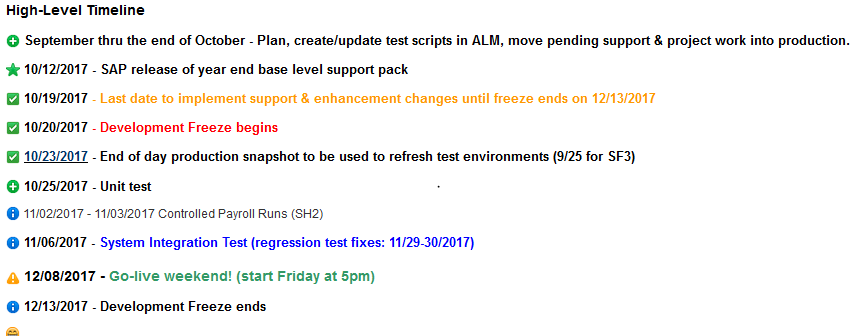 High-Level Timeline
September thru the end of October - Plan, create/update test scripts in ALM, move pending support & project work into production.
10/12/2017 - SAP release of year end base level support pack
10/19/2017 - Last date to implement support & enhancement changes until freeze ends on 12/13/2017
10/20/2017 - Development Freeze begins
10/23/2017 - End of day production snapshot to be used to refresh test environments (9/25 for SF3)
10/25/2017 - Unit test
11/02/2017 - 11/03/2017 Controlled Payroll Runs (SH2)
11/06/2017 - System Integration Test (regression test fixes: 11/29-30/2017)
12/08/2017 - Go-live weekend! (start Friday at 5pm)
12/13/2017 - Development Freeze ends